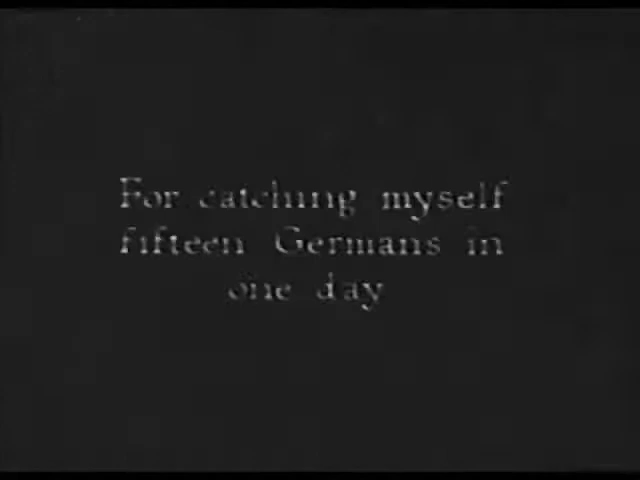 For catching myself
fifteen Germans in
one day